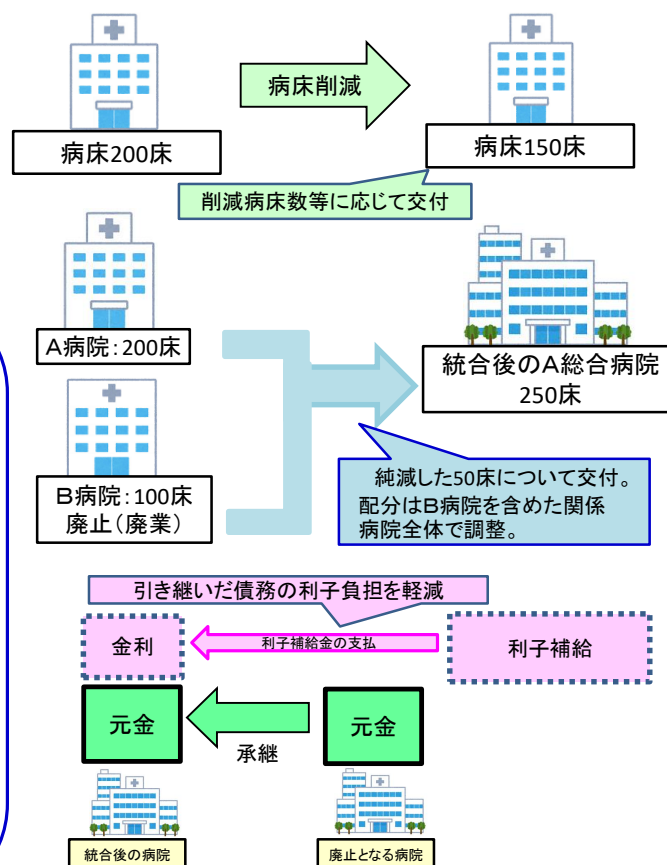 病床削減
病床200床
病床150床
削減病床数等に応じて交付
A病院：200床
B病院：100床
廃止（廃業）
統合後のA総合病院
250床
純減した50床について交付。
配分はB病院を含めた関係
病院全体で調整。
引き継いだ債務の利子負担を軽減
金利
利子補給金の支払
利子補給
元金
承継
元金
統合後の病院
廃止となる病院